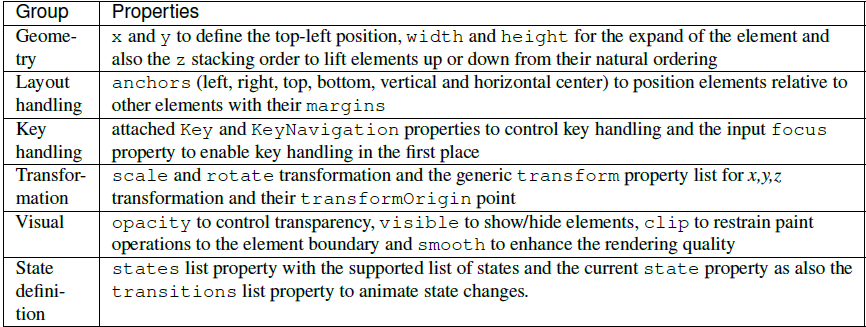 Group Properties
Geome- x and y to define the top-left position, width and height for the expand of the element and
try also the z stacking order to lift elements up or down from their natural ordering
Layout anchors (left, right, top, bottom, vertical and horizontal center) to position elements relative to
handling other elements with their margins
Key attached Key and KeyNavigation properties to control key handling and the input focus
handling property to enable key handling in the first place
Transfor- scale and rotate transformation and the generic transform property list for x,y,z
mation transformation and their transformOrigin point
Visual opacity to control transparency, visible to show/hide elements, clip to restrain paint
operations to the element boundary and smooth to enhance the rendering quality
State states list property with the supported list of states and the current state property as also the
defini- transitions list property to animate state changes.
tion